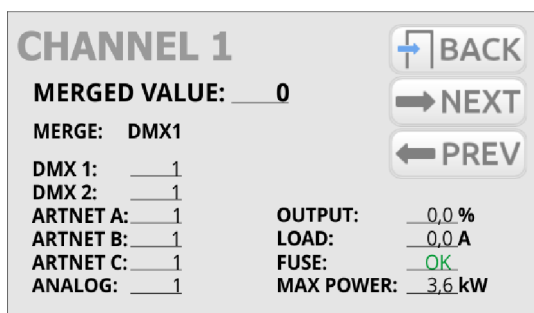 CHANNEL 1
BACK
MERGED VALUE: 0
NEXT
MERGE: DMX1
PREV
DMX 1: 1
DMX 2: 1
ARTNET A: 1
ARTNET B: 1
ARTNET C: 1
ANALOG: 1
OUTPUT: 0,0 %
LOAD: 0,0 A
FUSE: OK
MAX POWER: 3,6 kW